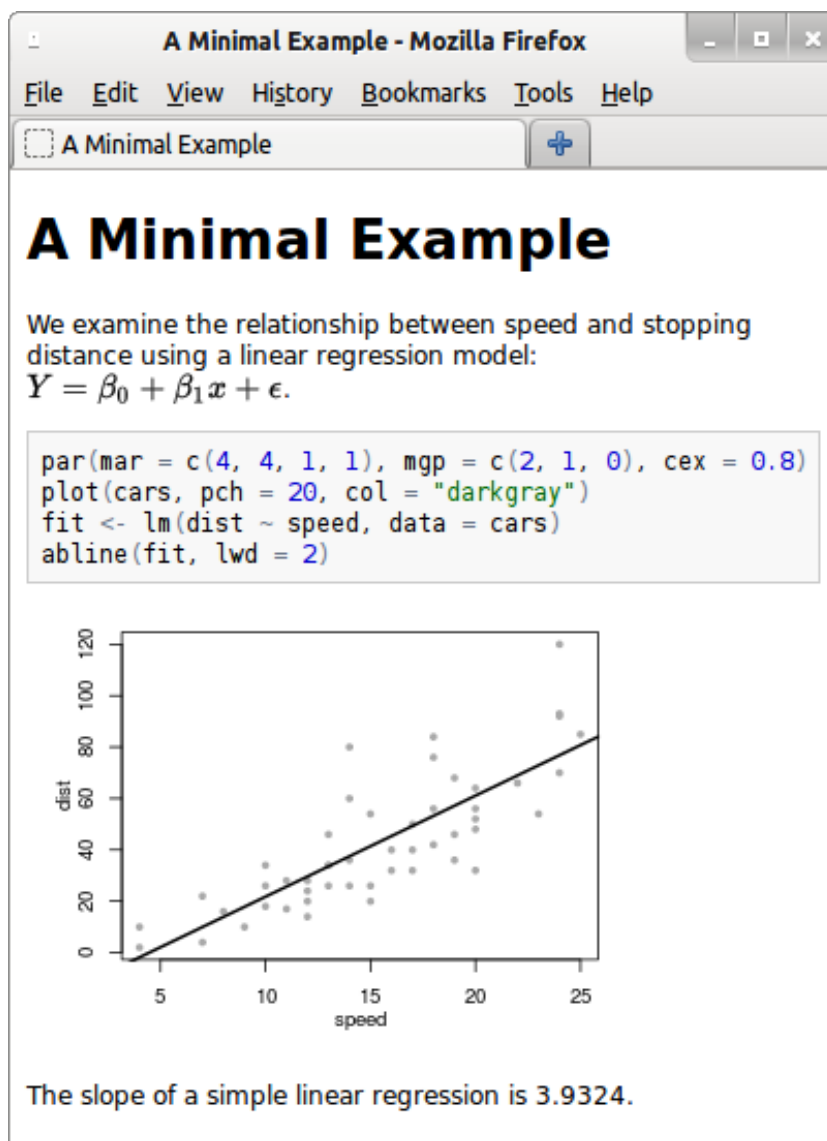 A Minimal Example - Mozilla Firefox
File Edit View History Bookmarks Tools Help
A Minimal Example
A Minimal Example
We examine the relationship between speed and stopping
distance using a linear regression model:
Y = β₀ + β₁x + ϵ.
par(mar = c(4, 4, 1, 1), mgp = c(2, 1, 0), cex = 0.8)
plot(cars, pch = 20, col = "darkgray")
fit <- lm(dist ~ speed, data = cars)
abline(fit, lwd = 2)
120
100
80
60
40
20
0
dist
5 10 15 20 25
speed
The slope of a simple linear regression is 3.9324.